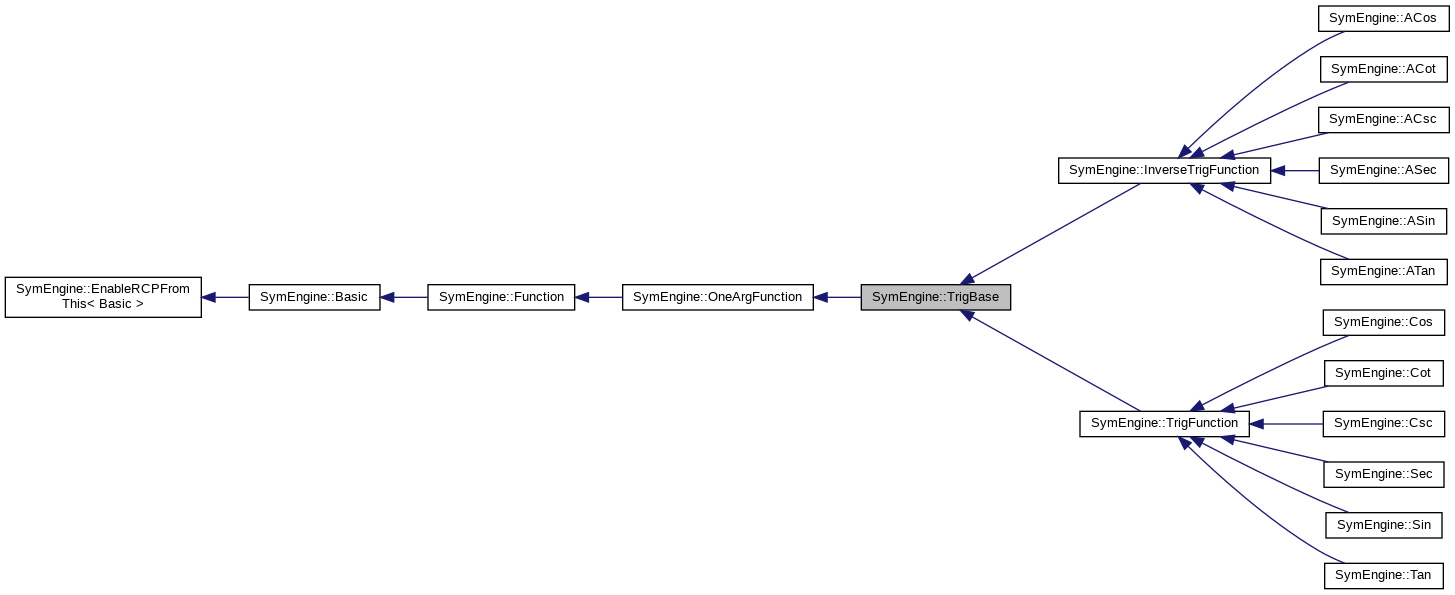 SymEngine::EnableRCPFrom
This< Basic >
SymEngine::Basic
SymEngine::Function
SymEngine::OneArgFunction
SymEngine::TrigBase
SymEngine::InverseTrigFunction
SymEngine::ACos
SymEngine::ACot
SymEngine::ACsc
SymEngine::ASec
SymEngine::ASin
SymEngine::ATan
SymEngine::TrigFunction
SymEngine::Cos
SymEngine::Cot
SymEngine::Csc
SymEngine::Sec
SymEngine::Sin
SymEngine::Tan